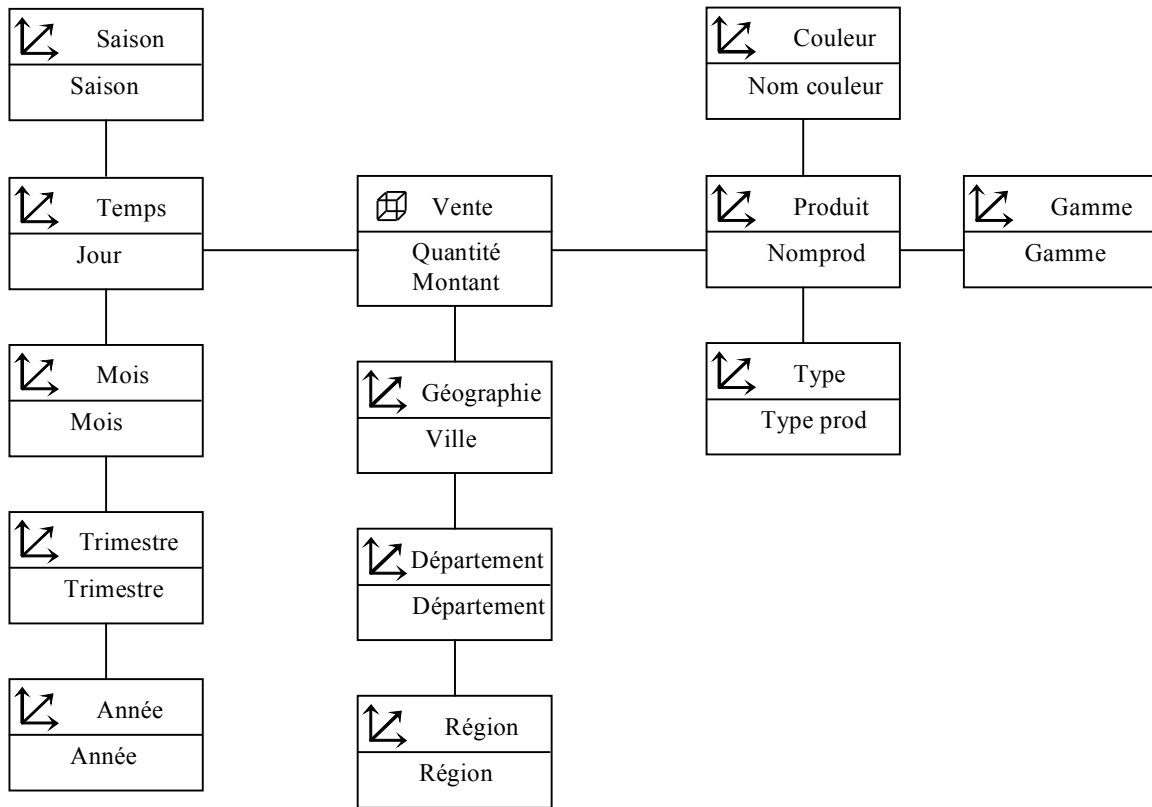 Saison
Saison
Couleur
Nom couleur
Temps
Jour
Vente
Quantité
Montant
Produit
Nomprod
Gamme
Gamme
Mois
Mois
Géographie
Ville
Type
Type prod
Trimestre
Trimestre
Département
Département
Année
Année
Région
Région